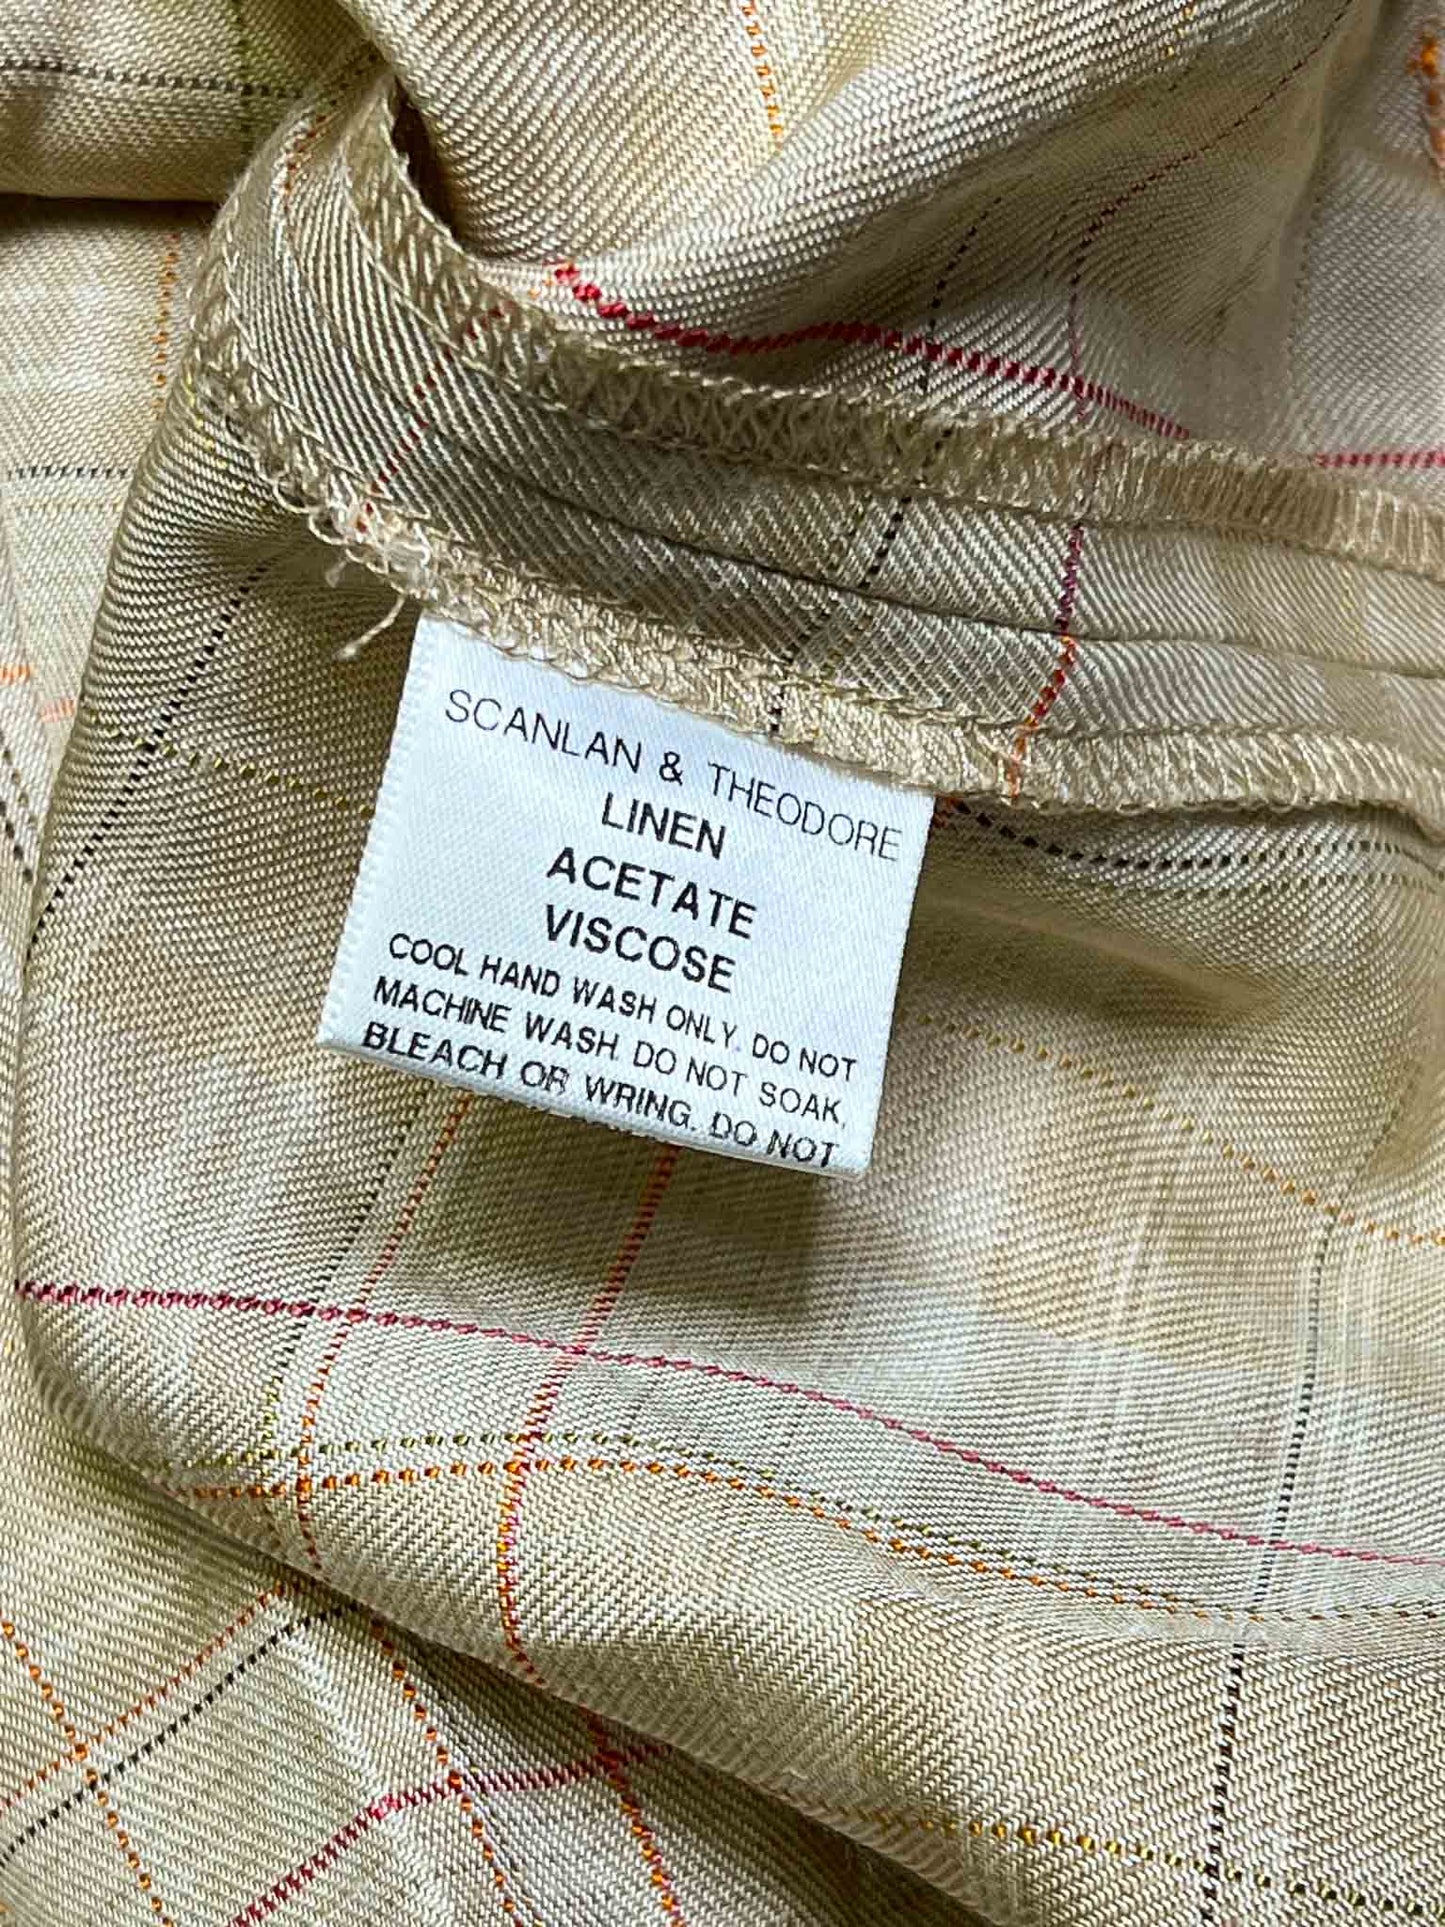 SCANLAN & THEODORE
LINEN
ACETATE
VISCOSE
COOL HAND WASH ONLY. DO NOT
MACHINE WASH. DO NOT SOAK,
BLEACH OR WRING. DO NOT